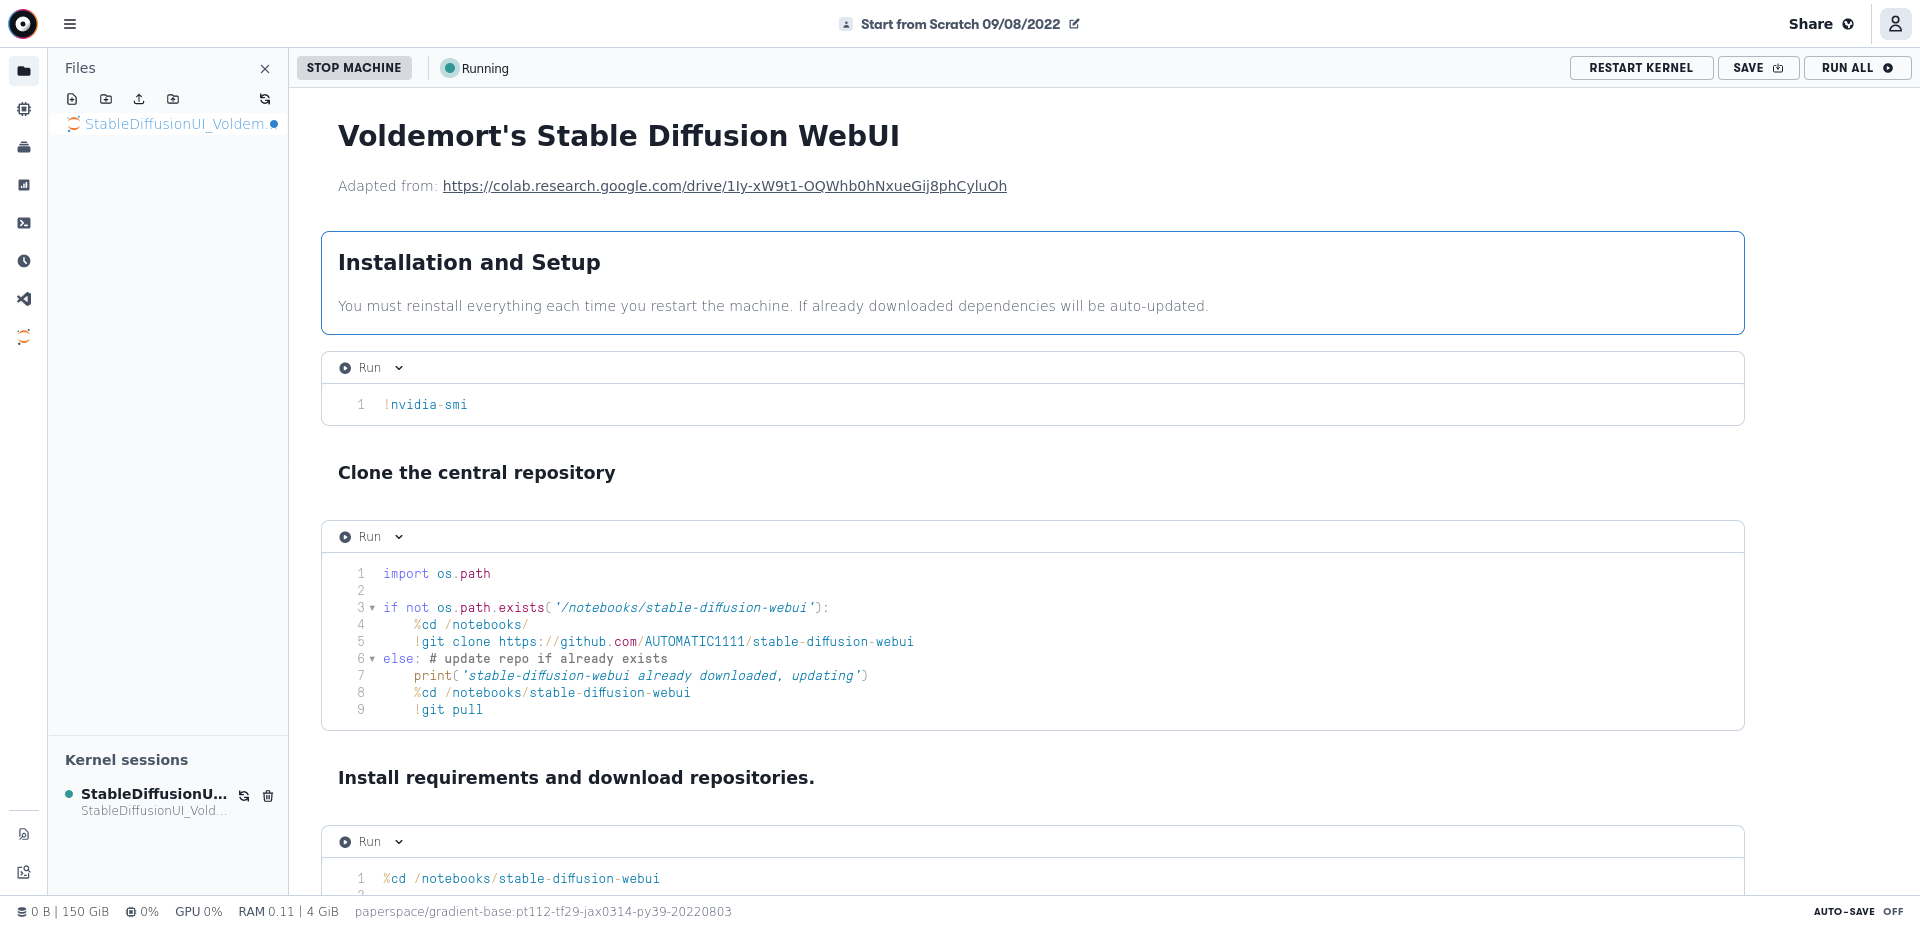 Start from Scratch 09/08/2022
Share
Files
STOP MACHINE
Running
RESTART KERNEL
SAVE
RUN ALL
StableDiffusionUI_Voldem...
Voldemort's Stable Diffusion WebUI
Adapted from: https://colab.research.google.com/drive/1Iy-xW9t1-OQWhb0hNxueGij8phCyluOh
Installation and Setup
You must reinstall everything each time you restart the machine. If already downloaded dependencies will be auto-updated.
Run
1 !nvidia-smi
Clone the central repository
Run
1 import os.path
2
3 if not os.path.exists('/notebooks/stable-diffusion-webui'):
4 %cd /notebooks/
5 !git clone https://github.com/AUTOMATIC1111/stable-diffusion-webui
6 else: # update repo if already exists
7 print('stable-diffusion-webui already downloaded, updating')
8 %cd /notebooks/stable-diffusion-webui
9 !git pull
Install requirements and download repositories.
Run
1 %cd /notebooks/stable-diffusion-webui
2
Kernel sessions
StableDiffusionU...
StableDiffusionUI_Vold...
0 B | 150 GiB
0%
GPU 0%
RAM 0.11 | 4 GiB
paperspace/gradient-base:pt112-tf29-jax0314-py39-20220803
AUTO-SAVE OFF